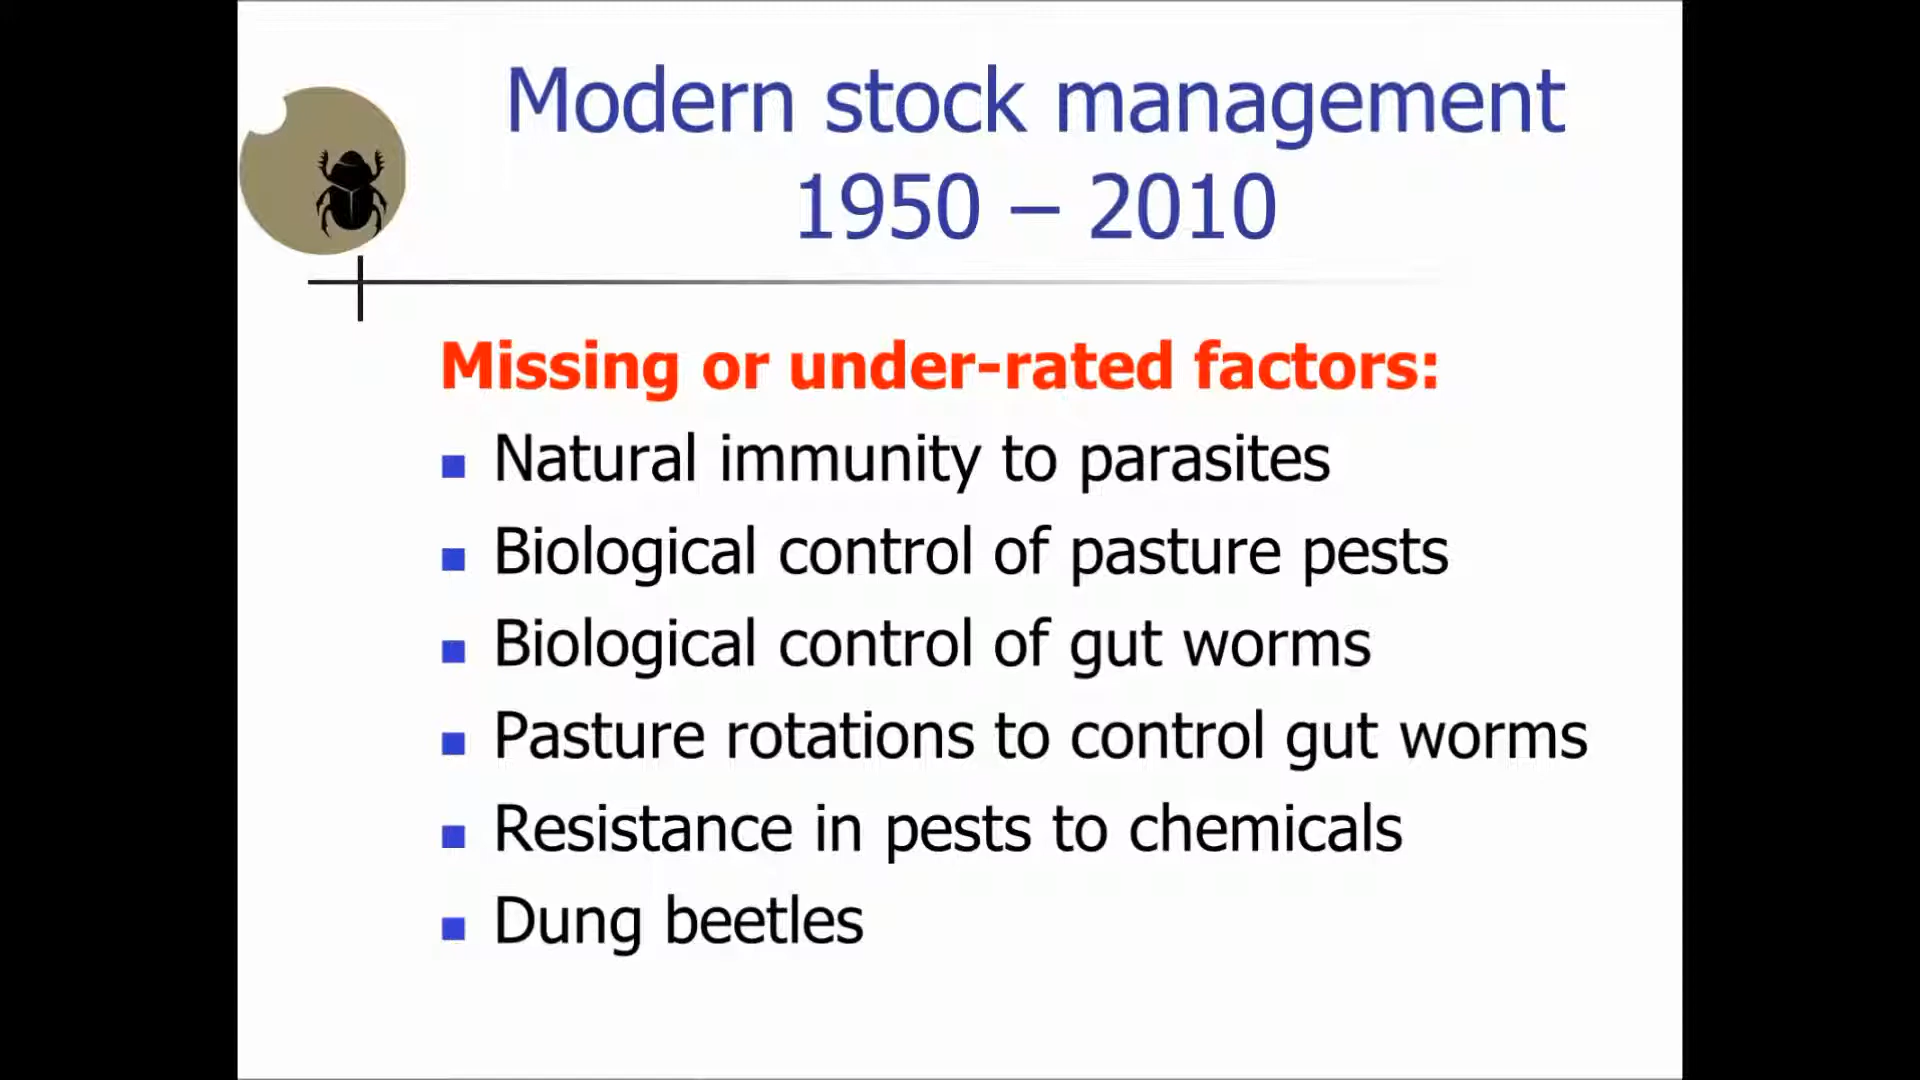 Modern stock management
1950 – 2010
Missing or under-rated factors:
Natural immunity to parasites
Biological control of pasture pests
Biological control of gut worms
Pasture rotations to control gut worms
Resistance in pests to chemicals
Dung beetles